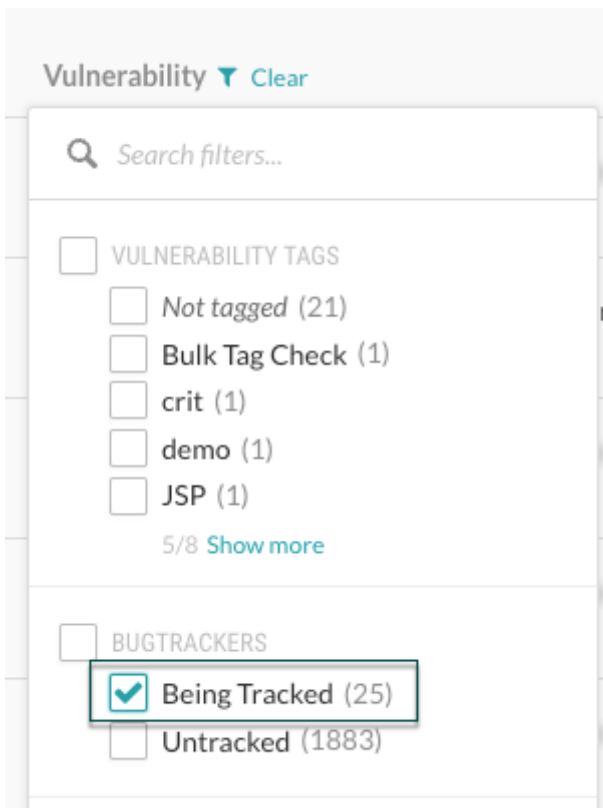 Vulnerability Clear
Search filters...
VULNERABILITY TAGS
Not tagged (21)
Bulk Tag Check (1)
crit (1)
demo (1)
JSP (1)
5/8 Show more
BUGTRACKERS
Being Tracked (25)
Untracked (1883)